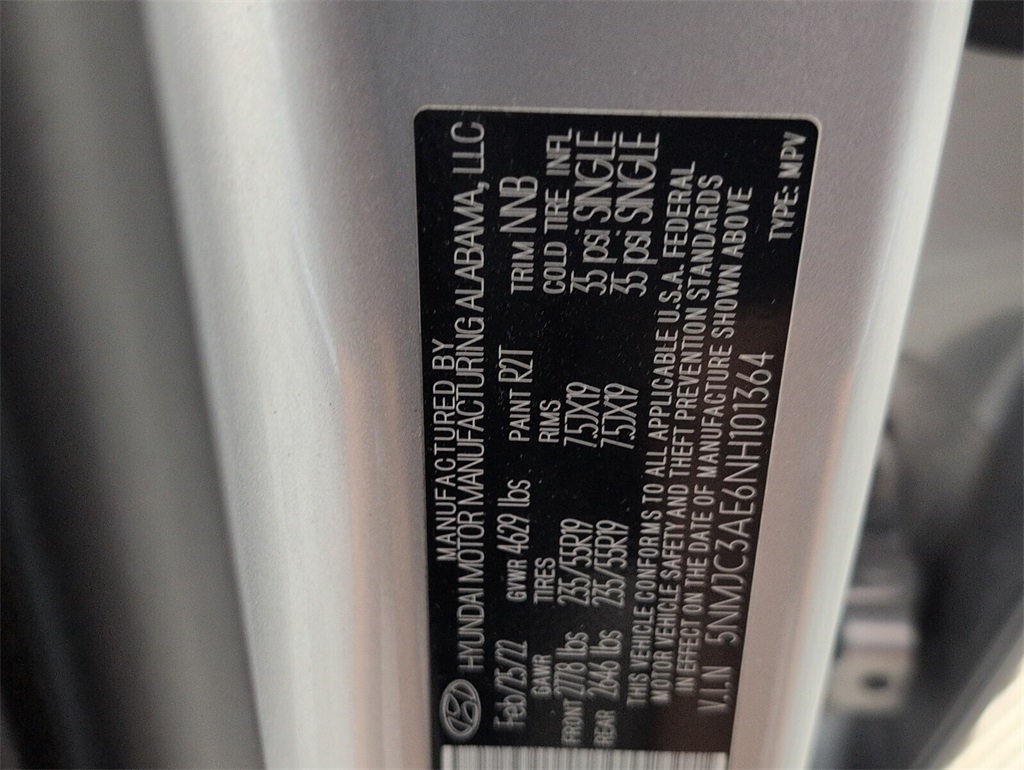 MANUFACTURED BY
HYUNDAI MOTOR MANUFACTURING ALABAMA, LLC
Feb/23/22 GVWR 4629 lbs PAINT R2T TRIM NNB
GAWR TIRES RIMS COLD TIRE INFL
FRONT 2778 lbs 235/55R19 7.5JX19 35 psi SINGLE
REAR 2646 lbs 235/55R19 7.5JX19 35 psi SINGLE
THIS VEHICLE CONFORMS TO ALL APPLICABLE U.S.A. FEDERAL
MOTOR VEHICLE SAFETY AND THEFT PREVENTION STANDARDS
IN EFFECT ON THE DATE OF MANUFACTURE SHOWN ABOVE
V.I.N 5NMJC3AE6NH101364 TYPE: MPV